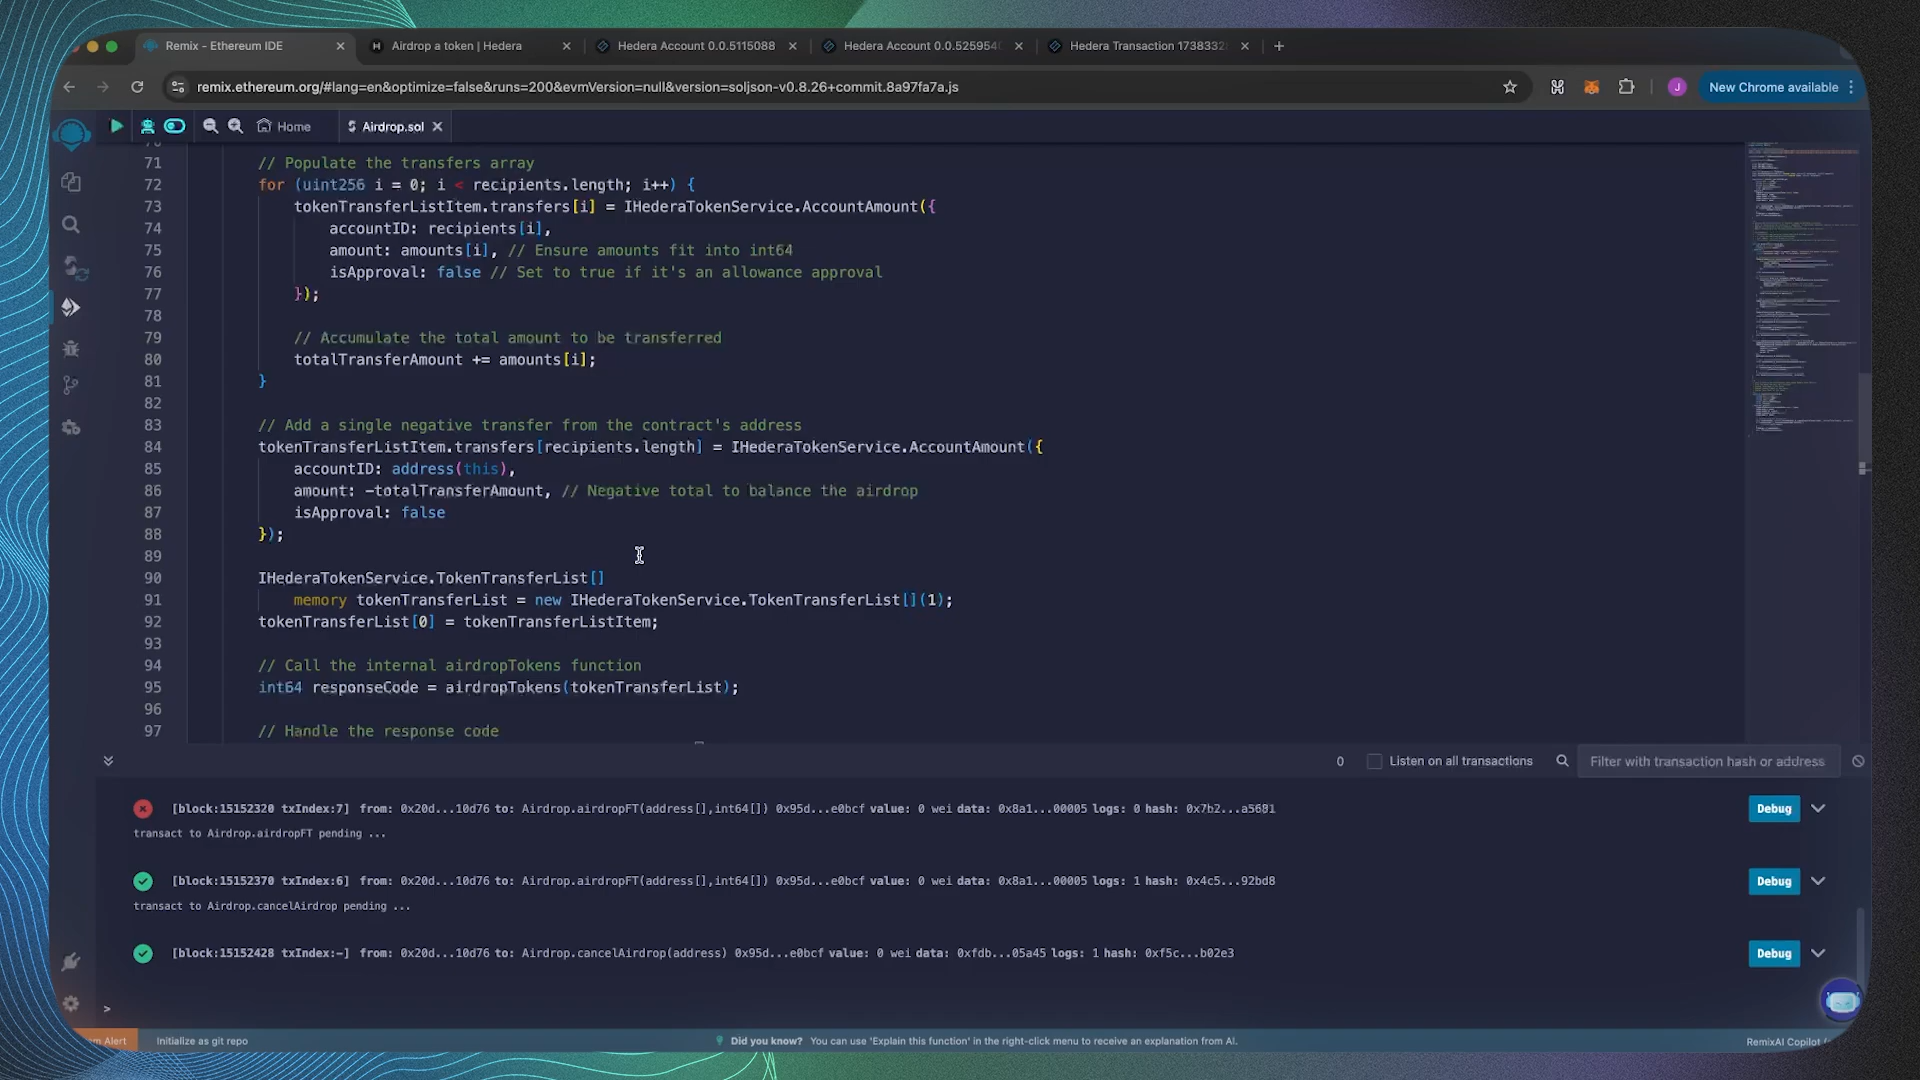 Remix - Ethereum IDE
Airdrop a token | Hedera
Hedera Account 0.0.5115088
Hedera Account 0.0.525954
Hedera Transaction 1738332
remix.ethereum.org/#lang=en&optimize=false&runs=200&evmVersion=null&version=soljson-v0.8.26+commit.8a97fa7a.js
J
New Chrome available
Home
Airdrop.sol
71 // Populate the transfers array
72 for (uint256 i = 0; i < recipients.length; i++) {
73 tokenTransferListItem.transfers[i] = IHederaTokenService.AccountAmount({
74 accountID: recipients[i],
75 amount: amounts[i], // Ensure amounts fit into int64
76 isApproval: false // Set to true if it's an allowance approval
77 });
78
79 // Accumulate the total amount to be transferred
80 totalTransferAmount += amounts[i];
81 }
82
83 // Add a single negative transfer from the contract's address
84 tokenTransferListItem.transfers[recipients.length] = IHederaTokenService.AccountAmount({
85 accountID: address(this),
86 amount: -totalTransferAmount, // Negative total to balance the airdrop
87 isApproval: false
88 });
89
90 IHederaTokenService.TokenTransferList[]
91 memory tokenTransferList = new IHederaTokenService.TokenTransferList[](1);
92 tokenTransferList[0] = tokenTransferListItem;
93
94 // Call the internal airdropTokens function
95 int64 responseCode = airdropTokens(tokenTransferList);
96
97 // Handle the response code
0
Listen on all transactions
Filter with transaction hash or address
[block:15152320 txIndex:7] from: 0x20d...10d76 to: Airdrop.airdropFT(address[],int64[]) 0x95d...e0bcf value: 0 wei data: 0x8a1...00005 logs: 0 hash: 0x7b2...a5681
Debug
transact to Airdrop.airdropFT pending ...
[block:15152370 txIndex:6] from: 0x20d...10d76 to: Airdrop.airdropFT(address[],int64[]) 0x95d...e0bcf value: 0 wei data: 0x8a1...00005 logs: 1 hash: 0x4c5...92bd8
Debug
transact to Airdrop.cancelAirdrop pending ...
[block:15152428 txIndex:-] from: 0x20d...10d76 to: Airdrop.cancelAirdrop(address) 0x95d...e0bcf value: 0 wei data: 0xfdb...05a45 logs: 1 hash: 0xf5c...b02e3
Debug
>
Alert
Initialize as git repo
Did you know? You can use 'Explain this function' in the right-click menu to receive an explanation from AI.
RemixAI Copilot